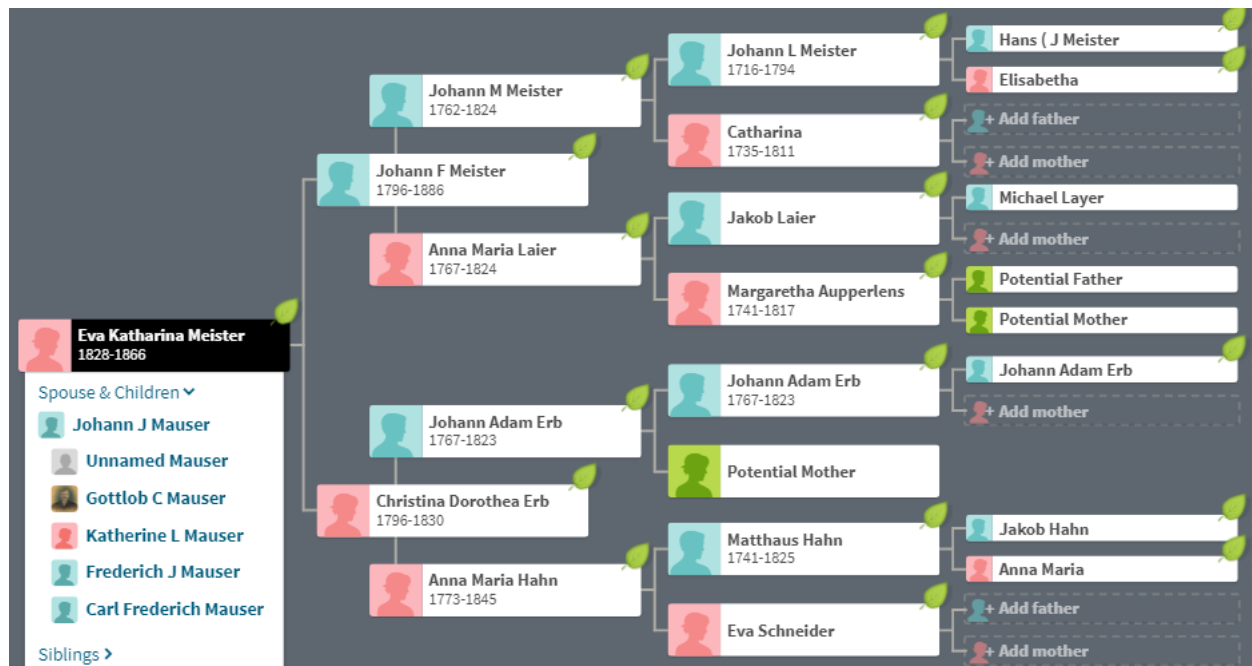 Johann L Meister
1716-1794
Hans ( J Meister
Elisabetha
Johann M Meister
1762-1824
Catharina
1735-1811
Add father
Add mother
Johann F Meister
1796-1886
Jakob Laier
Michael Layer
Add mother
Anna Maria Laier
1767-1824
Margaretha Aupperlens
1741-1817
Potential Father
Potential Mother
Eva Katharina Meister
1828-1866
Spouse & Children
Johann J Mauser
Unnamed Mauser
Gottlob C Mauser
Katherine L Mauser
Frederich J Mauser
Carl Frederich Mauser
Siblings
Johann Adam Erb
1767-1823
Johann Adam Erb
1767-1823
Johann Adam Erb
Add mother
Potential Mother
Christina Dorothea Erb
1796-1830
Matthaus Hahn
1741-1825
Jakob Hahn
Anna Maria
Anna Maria Hahn
1773-1845
Eva Schneider
Add father
Add mother